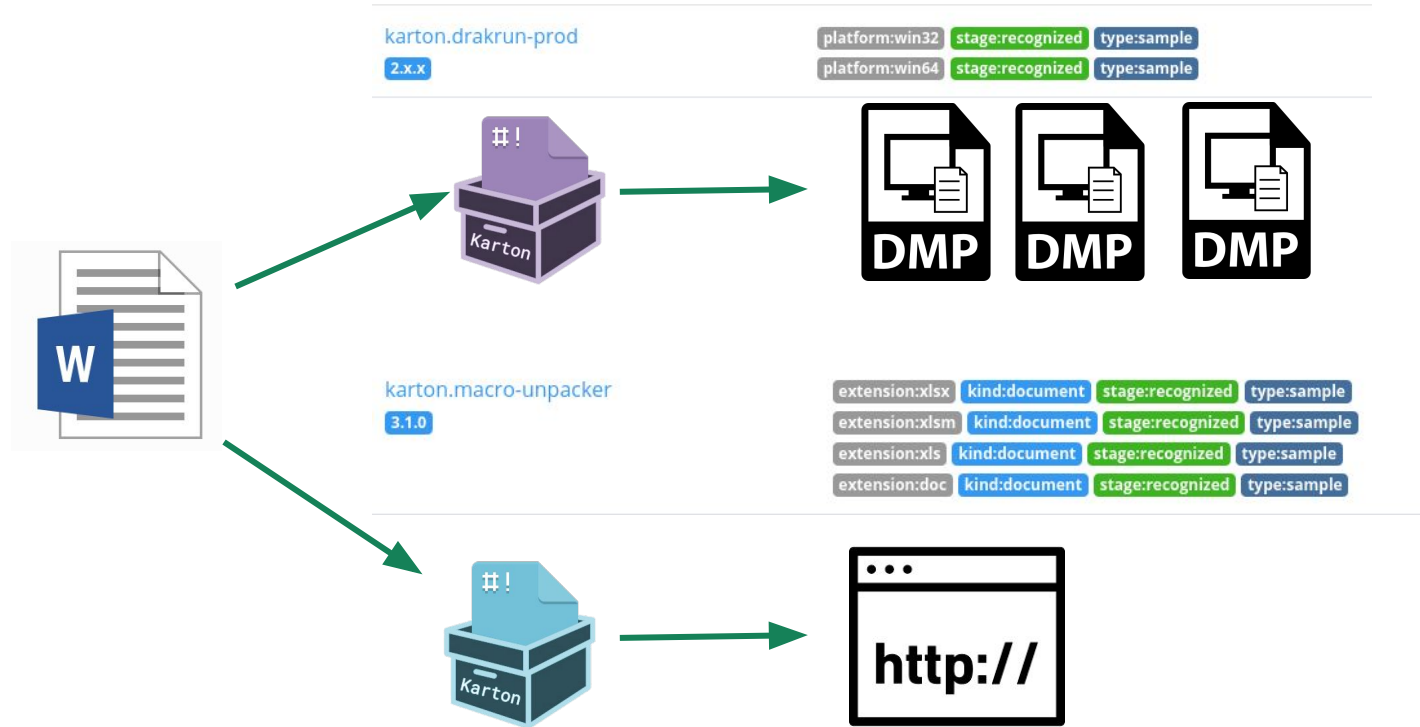 karton.drakrun-prod
platform:win32 stage:recognized type:sample
2.x.x
platform:win64 stage:recognized type:sample
#!
Karton
DMP DMP DMP
W
karton.macro-unpacker
extension:xlsx kind:document stage:recognized type:sample
3.1.0
extension:xlsm kind:document stage:recognized type:sample
extension:xls kind:document stage:recognized type:sample
extension:doc kind:document stage:recognized type:sample
#!
Karton
http://